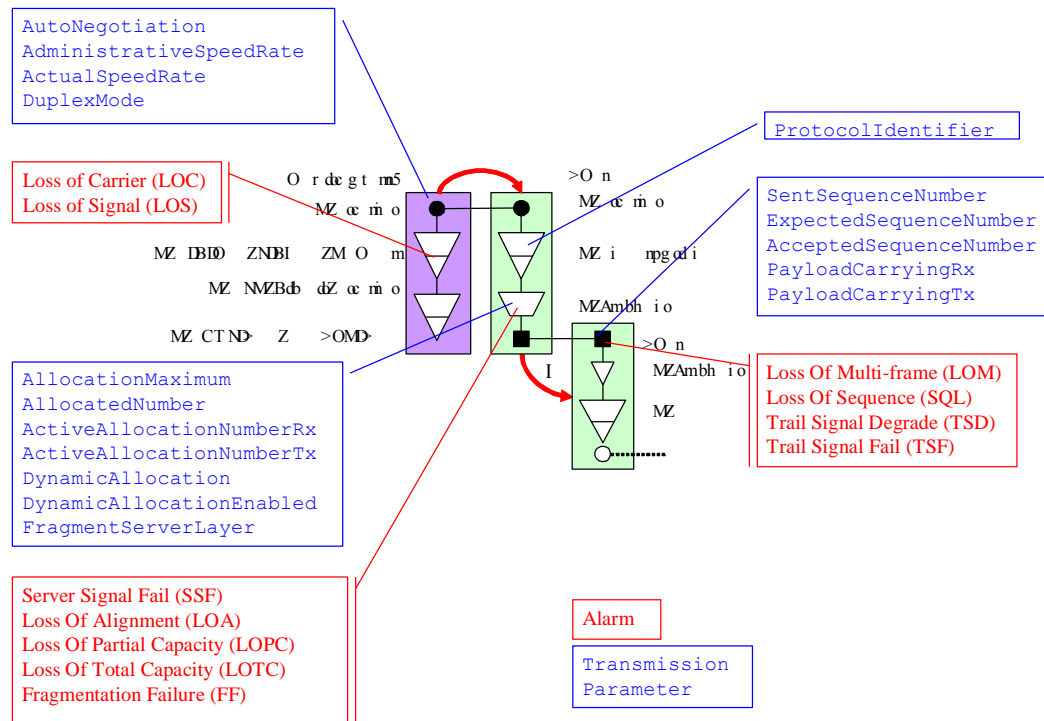 AutoNegotiation
AdministrativeSpeedRate
ActualSpeedRate
DuplexMode
ProtocolIdentifier
Loss of Carrier (LOC)
Loss of Signal (LOS)
>O n
SentSequenceNumber
ExpectedSequenceNumber
AcceptedSequenceNumber
PayloadCarryingRx
PayloadCarryingTx
>O n
I
MZ
AllocationMaximum
AllocatedNumber
ActiveAllocationNumberRx
ActiveAllocationNumberTx
DynamicAllocation
DynamicAllocationEnabled
FragmentServerLayer
Loss Of Multi-frame (LOM)
Loss Of Sequence (SQL)
Trail Signal Degrade (TSD)
Trail Signal Fail (TSF)
Server Signal Fail (SSF)
Loss Of Alignment (LOA)
Loss Of Partial Capacity (LOPC)
Loss Of Total Capacity (LOTC)
Fragmentation Failure (FF)
Alarm
Transmission
Parameter